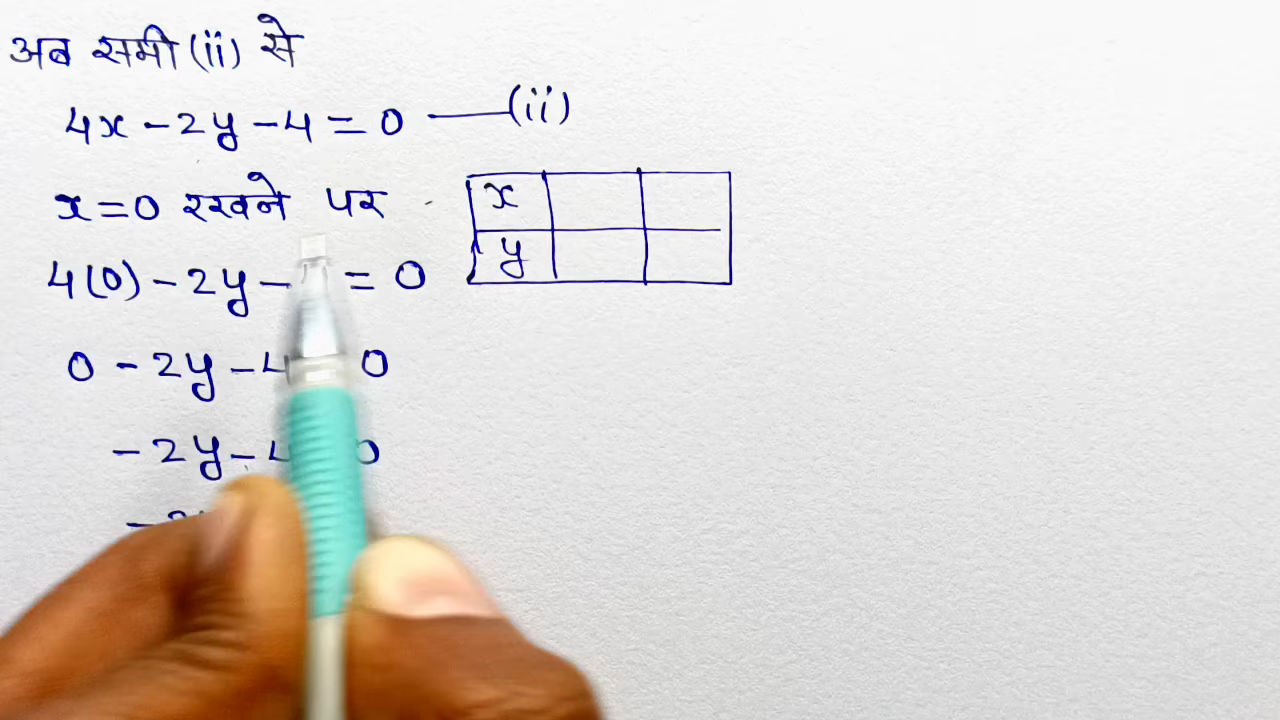 अब समी (ii) से
4x - 2y - 4 = 0 —— (ii)
x = 0 रखने पर
x
y
4(0) - 2y - = 0
0 - 2y - 4 0
- 2y - 4 0